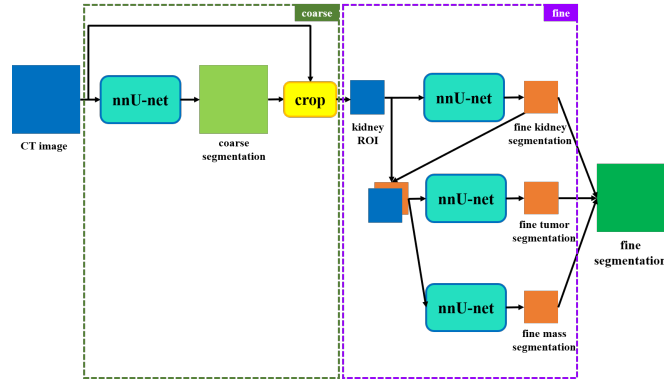 coarse
fine
nnU-net
crop
CT image
coarse
segmentation
kidney
ROI
nnU-net
fine kidney
segmentation
nnU-net
fine tumor
segmentation
fine
segmentation
nnU-net
fine mass
segmentation